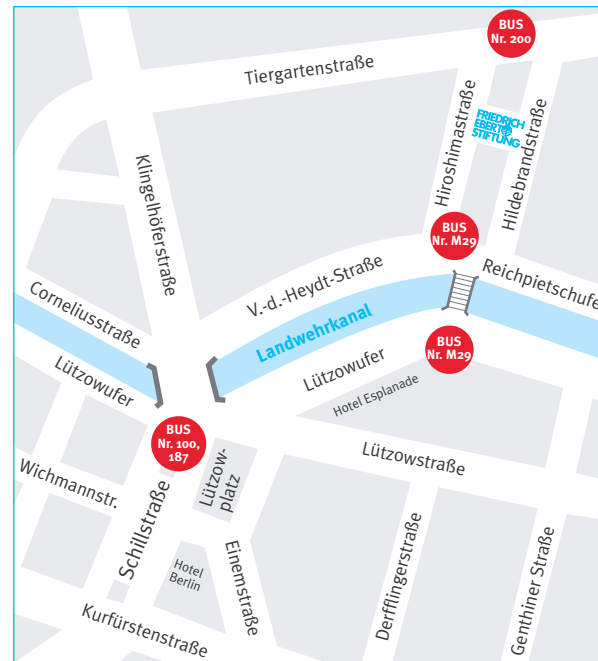 BUS
Nr. 200
Tiergartenstraße
FRIEDRICH
EBERT
STIFTUNG
Hiroshimastraße
Hildebrandstraße
Klingelhöferstraße
BUS
Nr. M29
V.-d.-Heydt-Straße
Reichpietschufe
Corneliusstraße
Landwehrkanal
BUS
Nr. M29
Lützowufer
Lützowufer
Hotel Esplanade
BUS
Nr. 100,
187
Lützowstraße
Wichmannstr.
Lützow-
platz
Schillstraße
Hotel
Berlin
Einemstraße
Derfflingerstraße
Genthiner Straße
Kurfürstenstraße